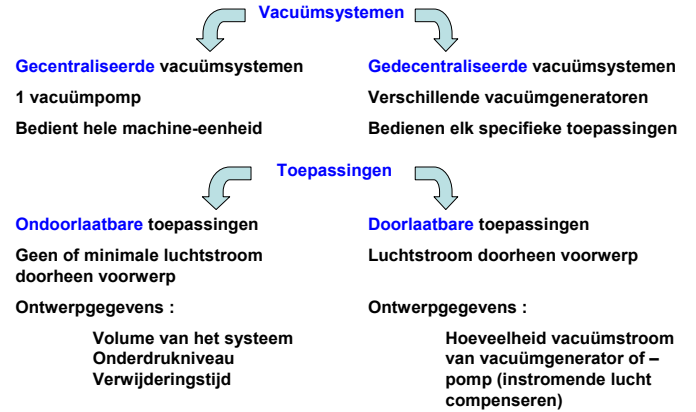 Vacuümsystemen
Gecentraliseerde vacuümsystemen
1 vacuümpomp
Bedient hele machine-eenheid
Gedecentraliseerde vacuümsystemen
Verschillende vacuümgeneratoren
Bedienen elk specifieke toepassingen
Toepassingen
Ondoorlaatbare toepassingen
Geen of minimale luchtstroom
doorheen voorwerp
Ontwerpgegevens :
Volume van het systeem
Onderdrukniveau
Verwijderingstijd
Doorlaatbare toepassingen
Luchtstroom doorheen voorwerp
Ontwerpgegevens :
Hoeveelheid vacuümstroom
van vacuümgenerator of –
pomp (instromende lucht
compenseren)